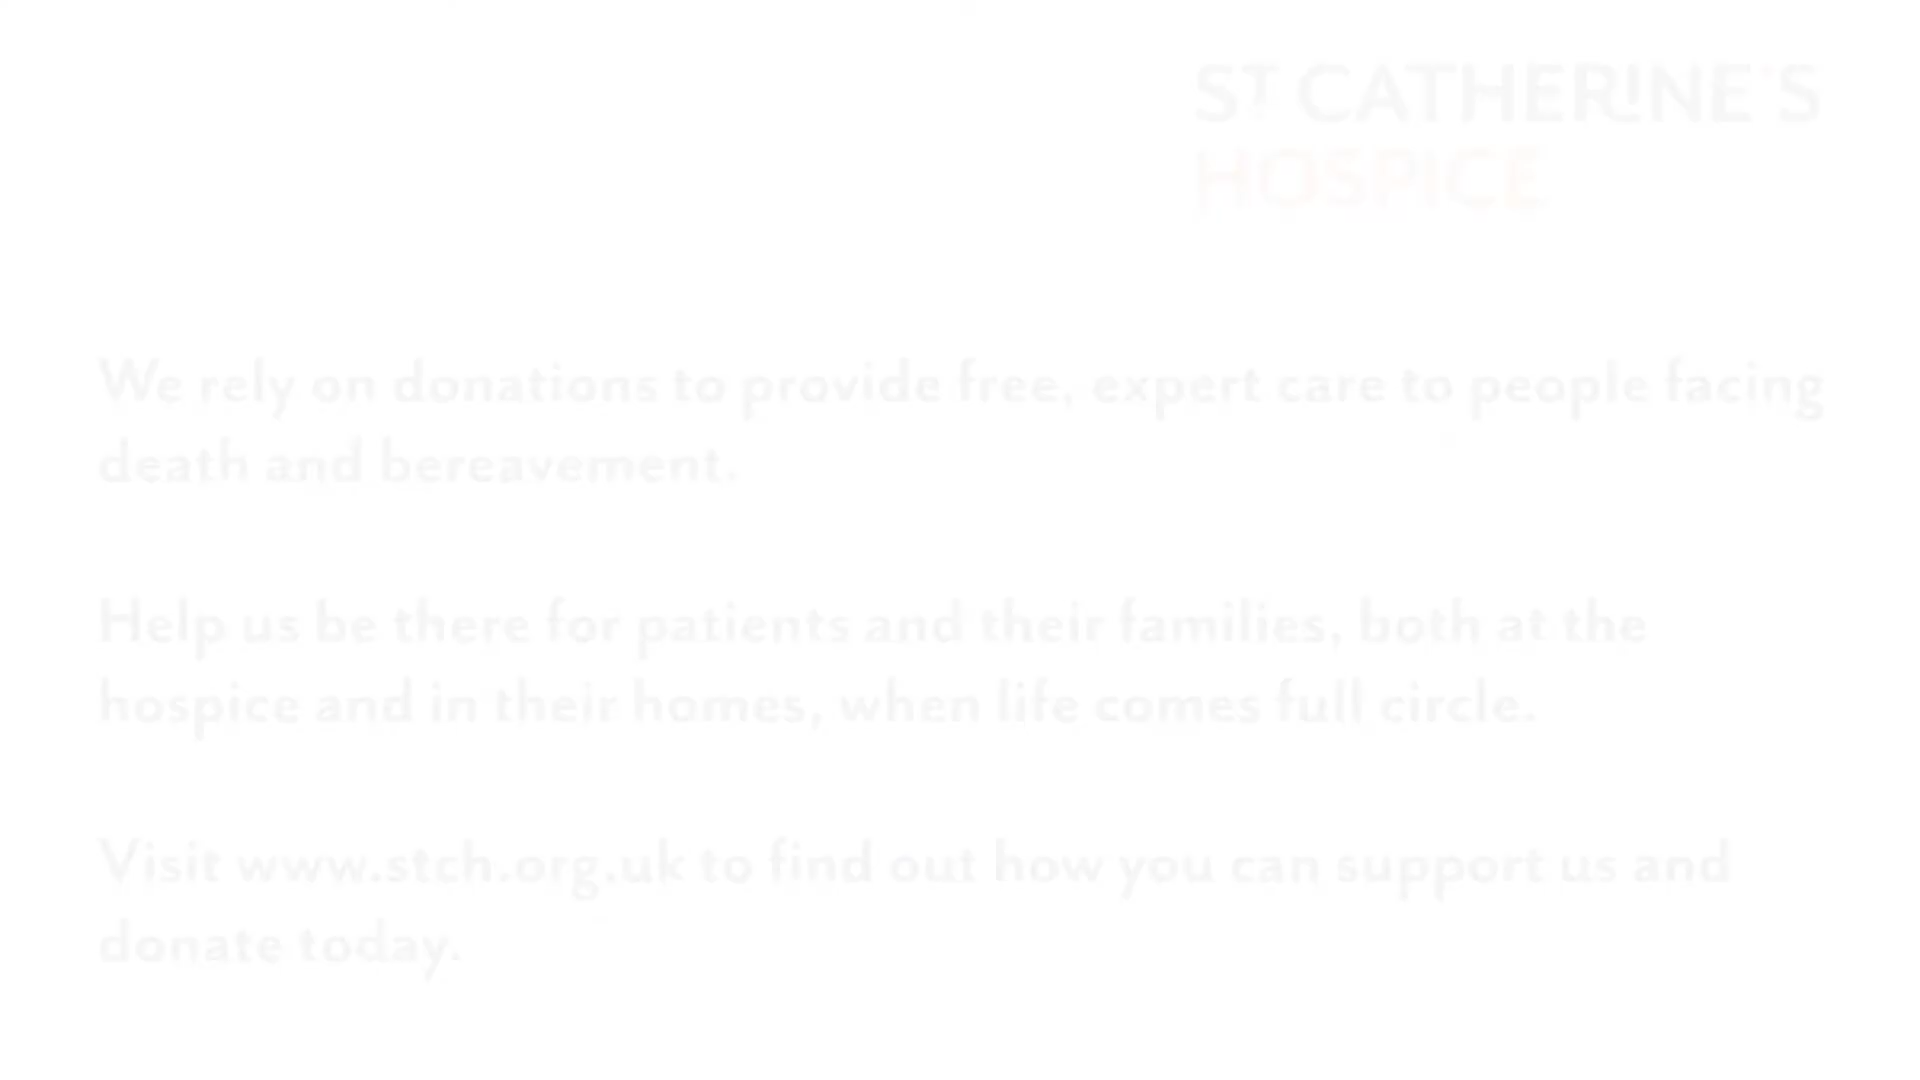 ST CATHERINE'S
HOSPICE
We rely on donations to provide free, expert care to people facing
death and bereavement.
Help us be there for patients and their families, both at the
hospice and in their homes, when life comes full circle.
Visit www.stch.org.uk to find out how you can support us and
donate today.